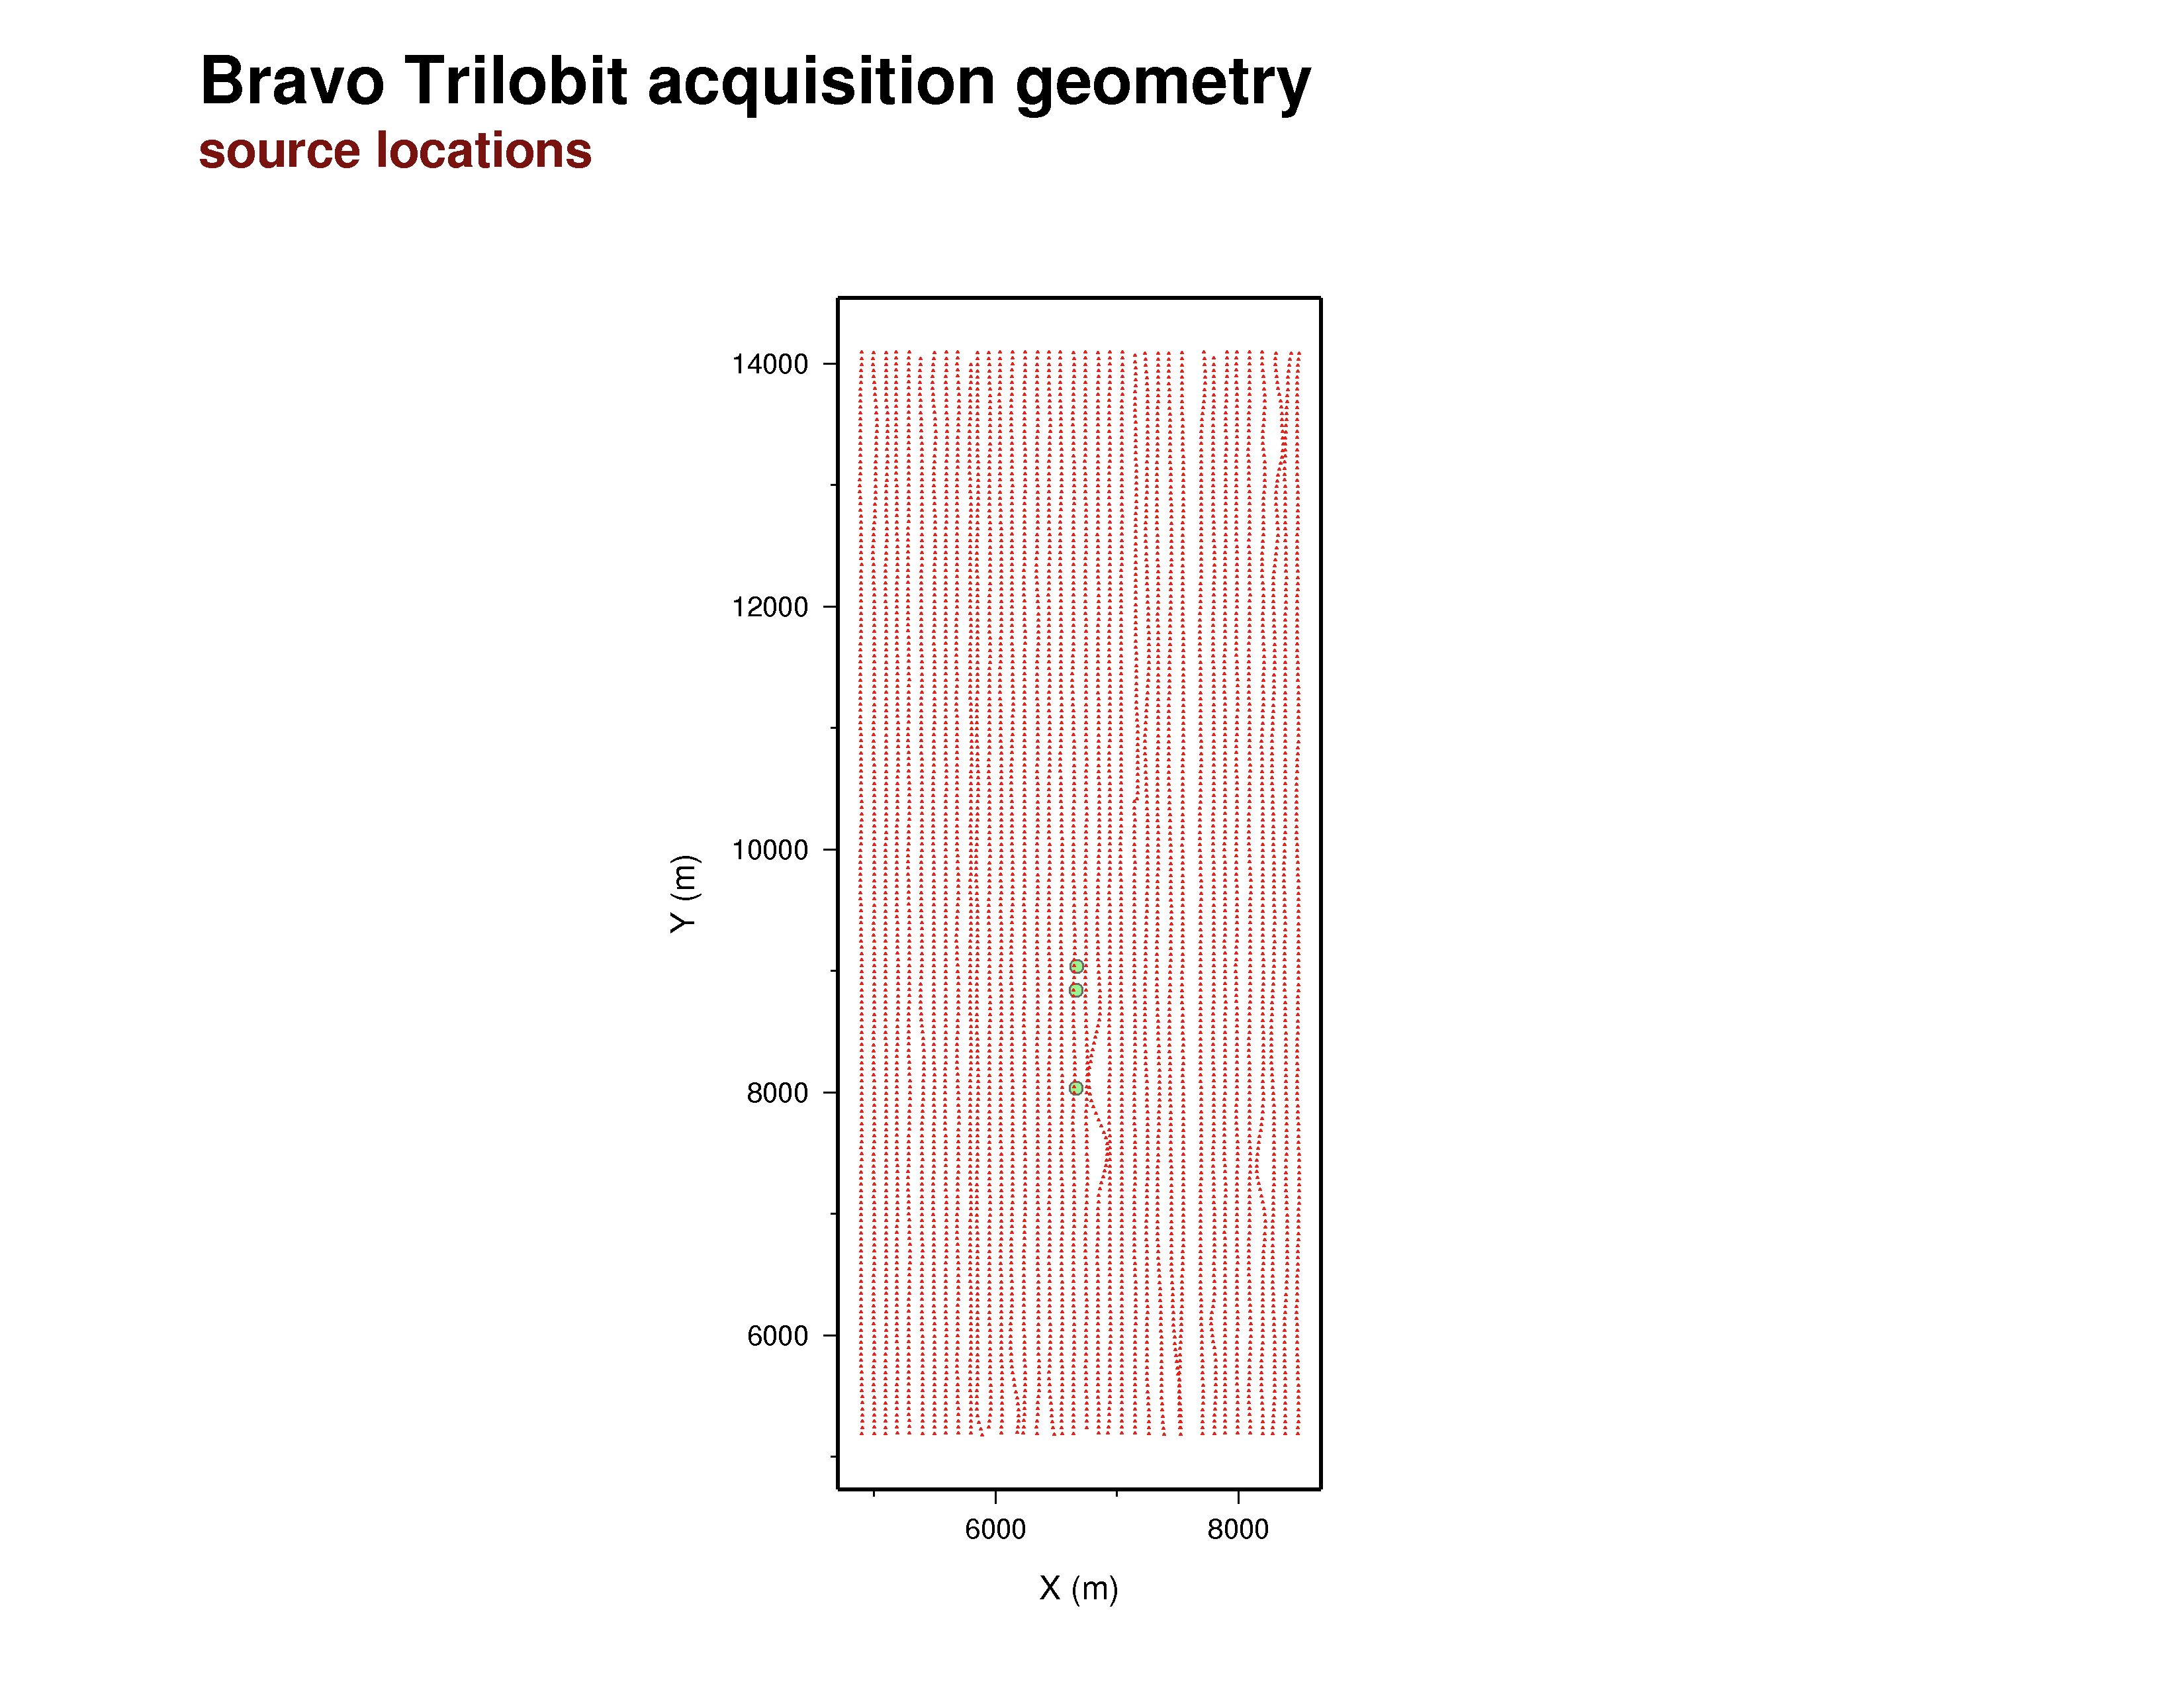 Bravo Trilobit acquisition geometry
source locations
14000
12000
10000
8000
6000
Y (m)
6000 8000
X (m)